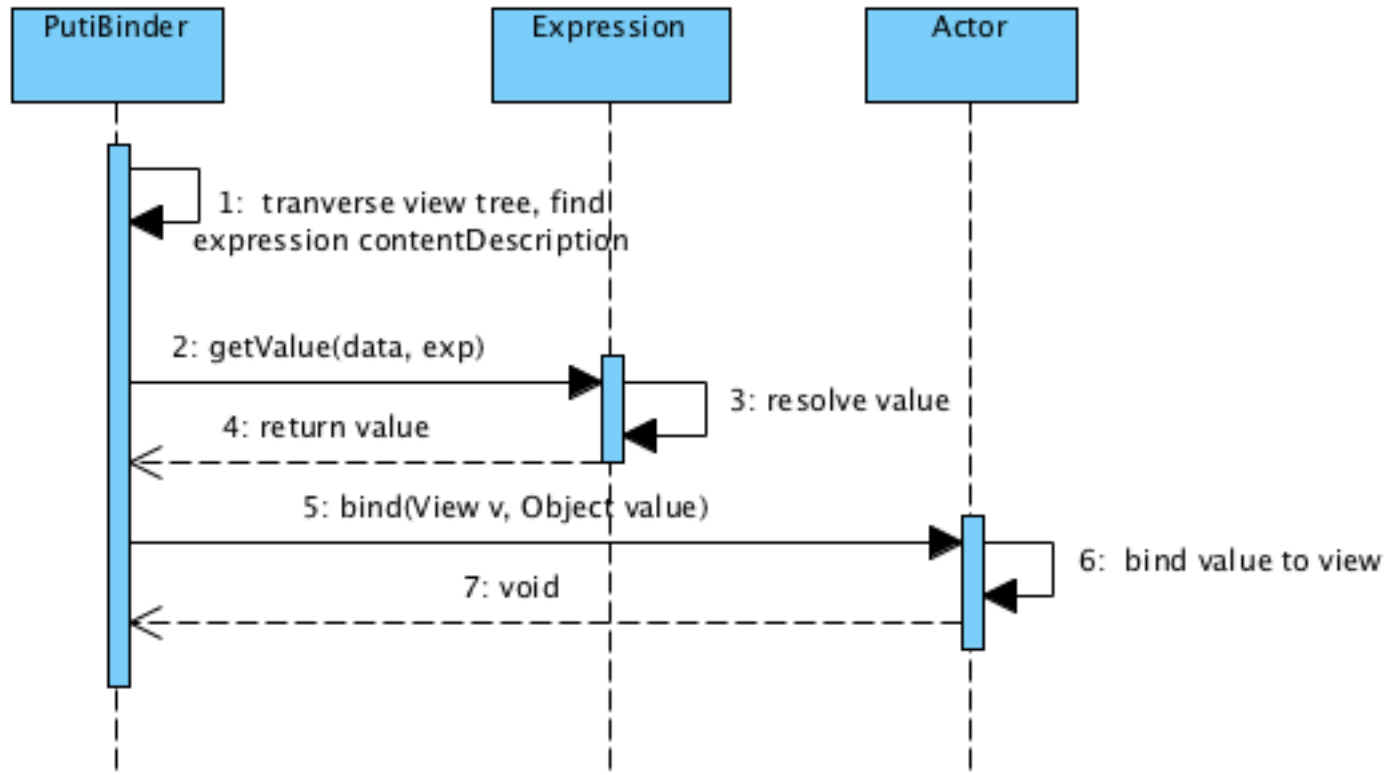 PutiBinder
Expression
Actor
1:  tranverse view tree, find
expression contentDescription
2: getValue(data, exp)
3: resolve value
4: return value
5: bind(View v, Object value)
6:  bind value to view
7: void